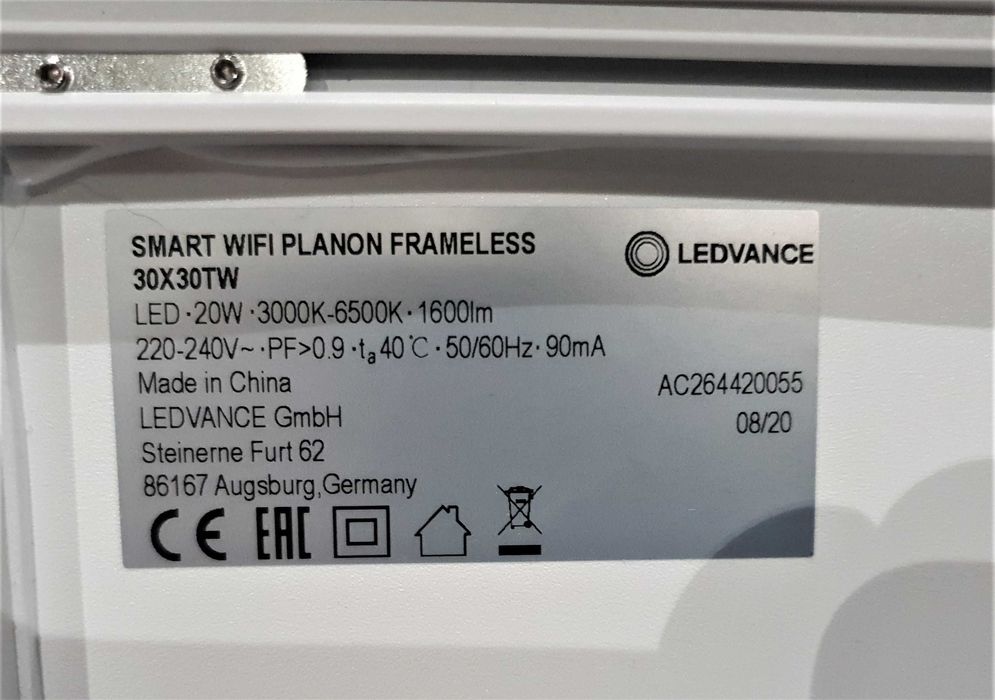 SMART WIFI PLANON FRAMELESS
30X30TW
LEDVANCE
LED·20W·3000K-6500K·1600lm
220-240V~·PF>0.9·ta 40℃·50/60Hz·90mA
Made in China
AC264420055
LEDVANCE GmbH
08/20
Steinerne Furt 62
86167 Augsburg,Germany
CE EAC